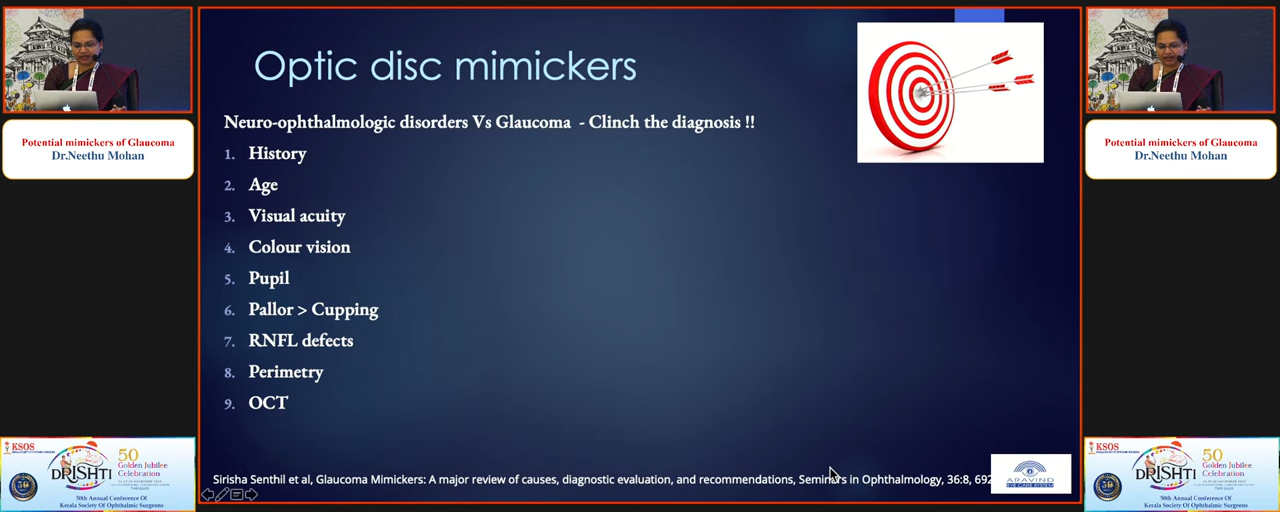 Optic disc mimickers
Neuro-ophthalmologic disorders Vs Glaucoma - Clinch the diagnosis !!
1. History
2. Age
3. Visual acuity
4. Colour vision
5. Pupil
6. Pallor > Cupping
7. RNFL defects
8. Perimetry
9. OCT
Sirisha Senthil et al, Glaucoma Mimickers: A major review of causes, diagnostic evaluation, and recommendations, Seminars in Ophthalmology, 36:8, 692
ARAVIND
EYE CARE SYSTEM
Potential mimickers of Glaucoma
Dr.Neethu Mohan
KSOS
DRISHTI
50
Golden Jubilee
Celebration
50th Annual Conference Of
Kerala Society Of Ophthalmic Surgeons
Potential mimickers of Glaucoma
Dr.Neethu Mohan
KSOS
DRISHTI
50
Golden Jubilee
Celebration
50th Annual Conference Of
Kerala Society Of Ophthalmic Surgeons